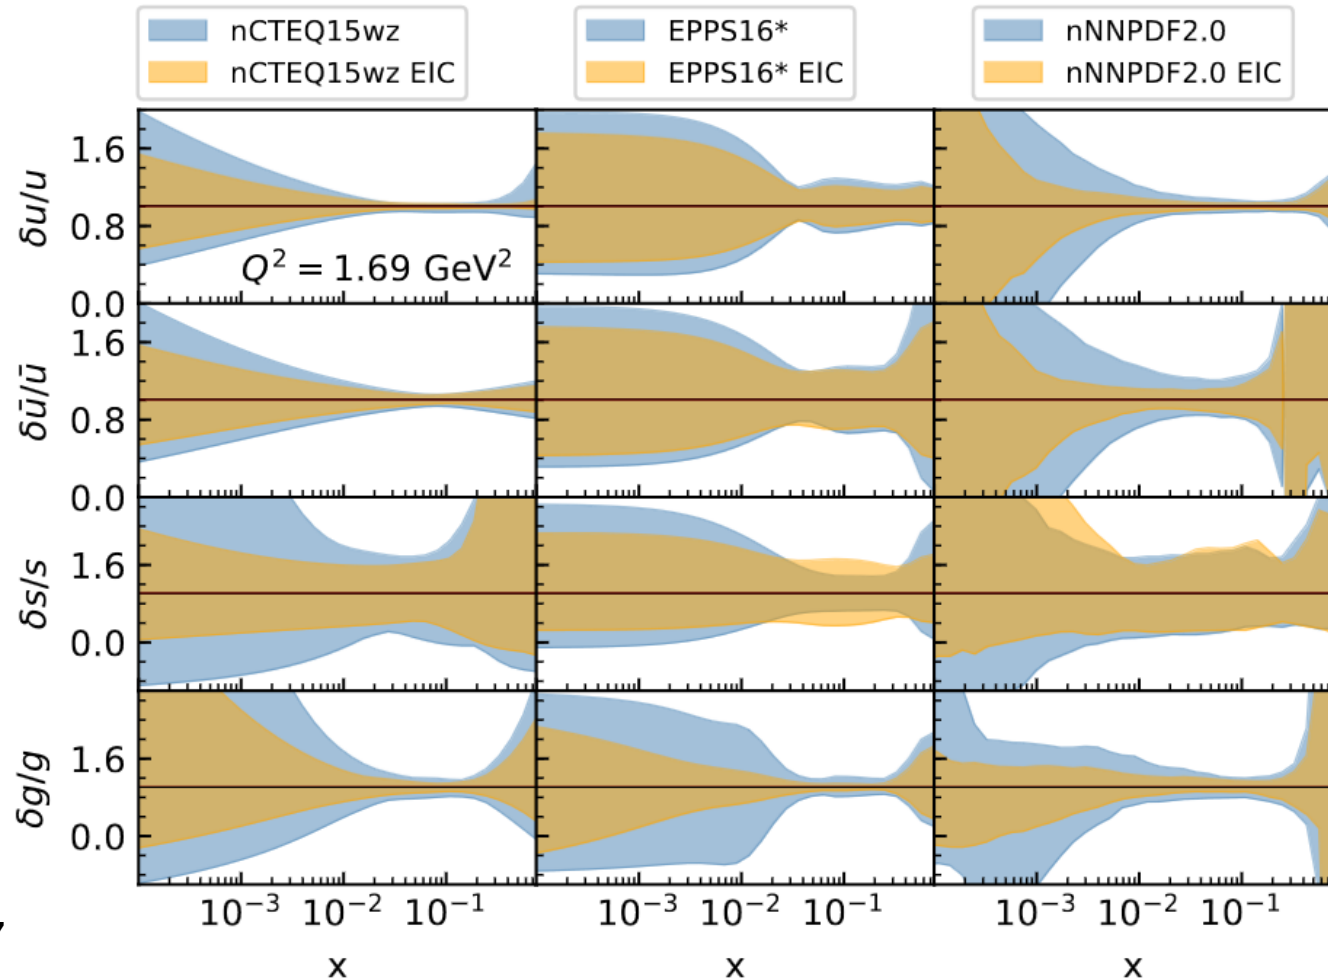 nCTEQ15wz
nCTEQ15wz EIC
EPPS16*
EPPS16* EIC
nNNPDF2.0
nNNPDF2.0 EIC
δu/u
1.6
0.8
0.0
Q² = 1.69 GeV²
δū/ū
1.6
0.8
0.0
δs/s
1.6
0.0
δg/g
1.6
0.0
10⁻³ 10⁻² 10⁻¹ 10⁻³ 10⁻² 10⁻¹ 10⁻³ 10⁻² 10⁻¹
x x x